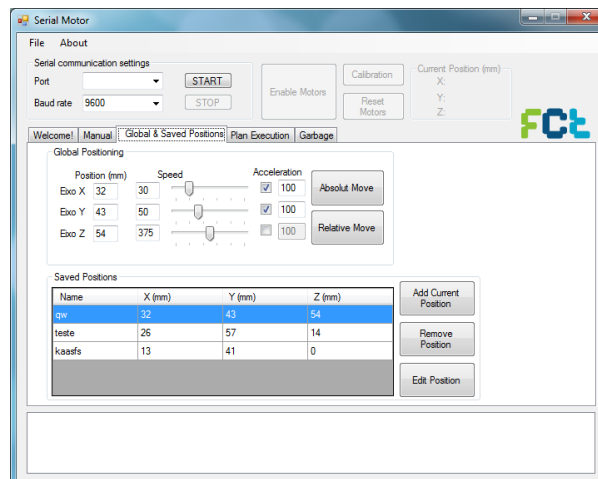 Serial Motor
File About
Serial communication settings
Port START
Baud rate 9600 STOP
Enable Motors
Calibration
Reset Motors
Current Position (mm)
X:
Y:
Z:
FCt
Welcome! Manual Global & Saved Positions Plan Execution Garbage
Global Positioning
Position (mm) Speed Acceleration
Eixo X 32 30 100
Eixo Y 43 50 100
Eixo Z 54 375 100
Absolut Move
Relative Move
Saved Positions
Name X (mm) Y (mm) Z (mm)
qw 32 43 54
teste 26 57 14
kaasfs 13 41 0
Add Current
Position
Remove
Position
Edit Position